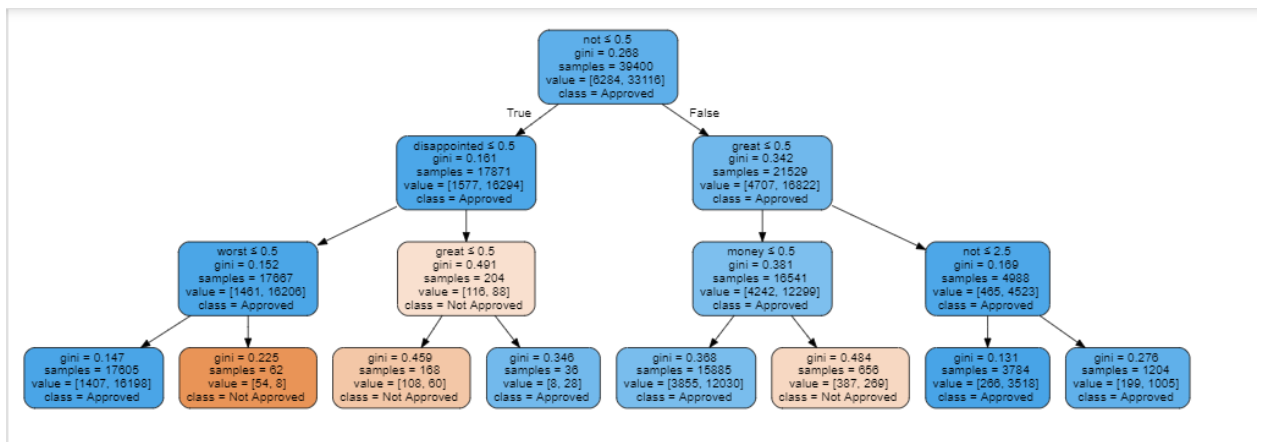 not ≤ 0.5
gini = 0.268
samples = 39400
value = [6284, 33116]
class = Approved
True
False
disappointed ≤ 0.5
gini = 0.161
samples = 17871
value = [1577, 16294]
class = Approved
great ≤ 0.5
gini = 0.342
samples = 21529
value = [4707, 16822]
class = Approved
worst ≤ 0.5
gini = 0.152
samples = 17667
value = [1461, 16206]
class = Approved
great ≤ 0.5
gini = 0.491
samples = 204
value = [116, 88]
class = Not Approved
money ≤ 0.5
gini = 0.381
samples = 16541
value = [4242, 12299]
class = Approved
not ≤ 2.5
gini = 0.169
samples = 4988
value = [465, 4523]
class = Approved
gini = 0.147
samples = 17605
value = [1407, 16198]
class = Approved
gini = 0.225
samples = 62
value = [54, 8]
class = Not Approved
gini = 0.459
samples = 168
value = [108, 60]
class = Not Approved
gini = 0.346
samples = 36
value = [8, 28]
class = Approved
gini = 0.368
samples = 15885
value = [3855, 12030]
class = Approved
gini = 0.484
samples = 656
value = [387, 269]
class = Not Approved
gini = 0.131
samples = 3784
value = [266, 3518]
class = Approved
gini = 0.276
samples = 1204
value = [199, 1005]
class = Approved